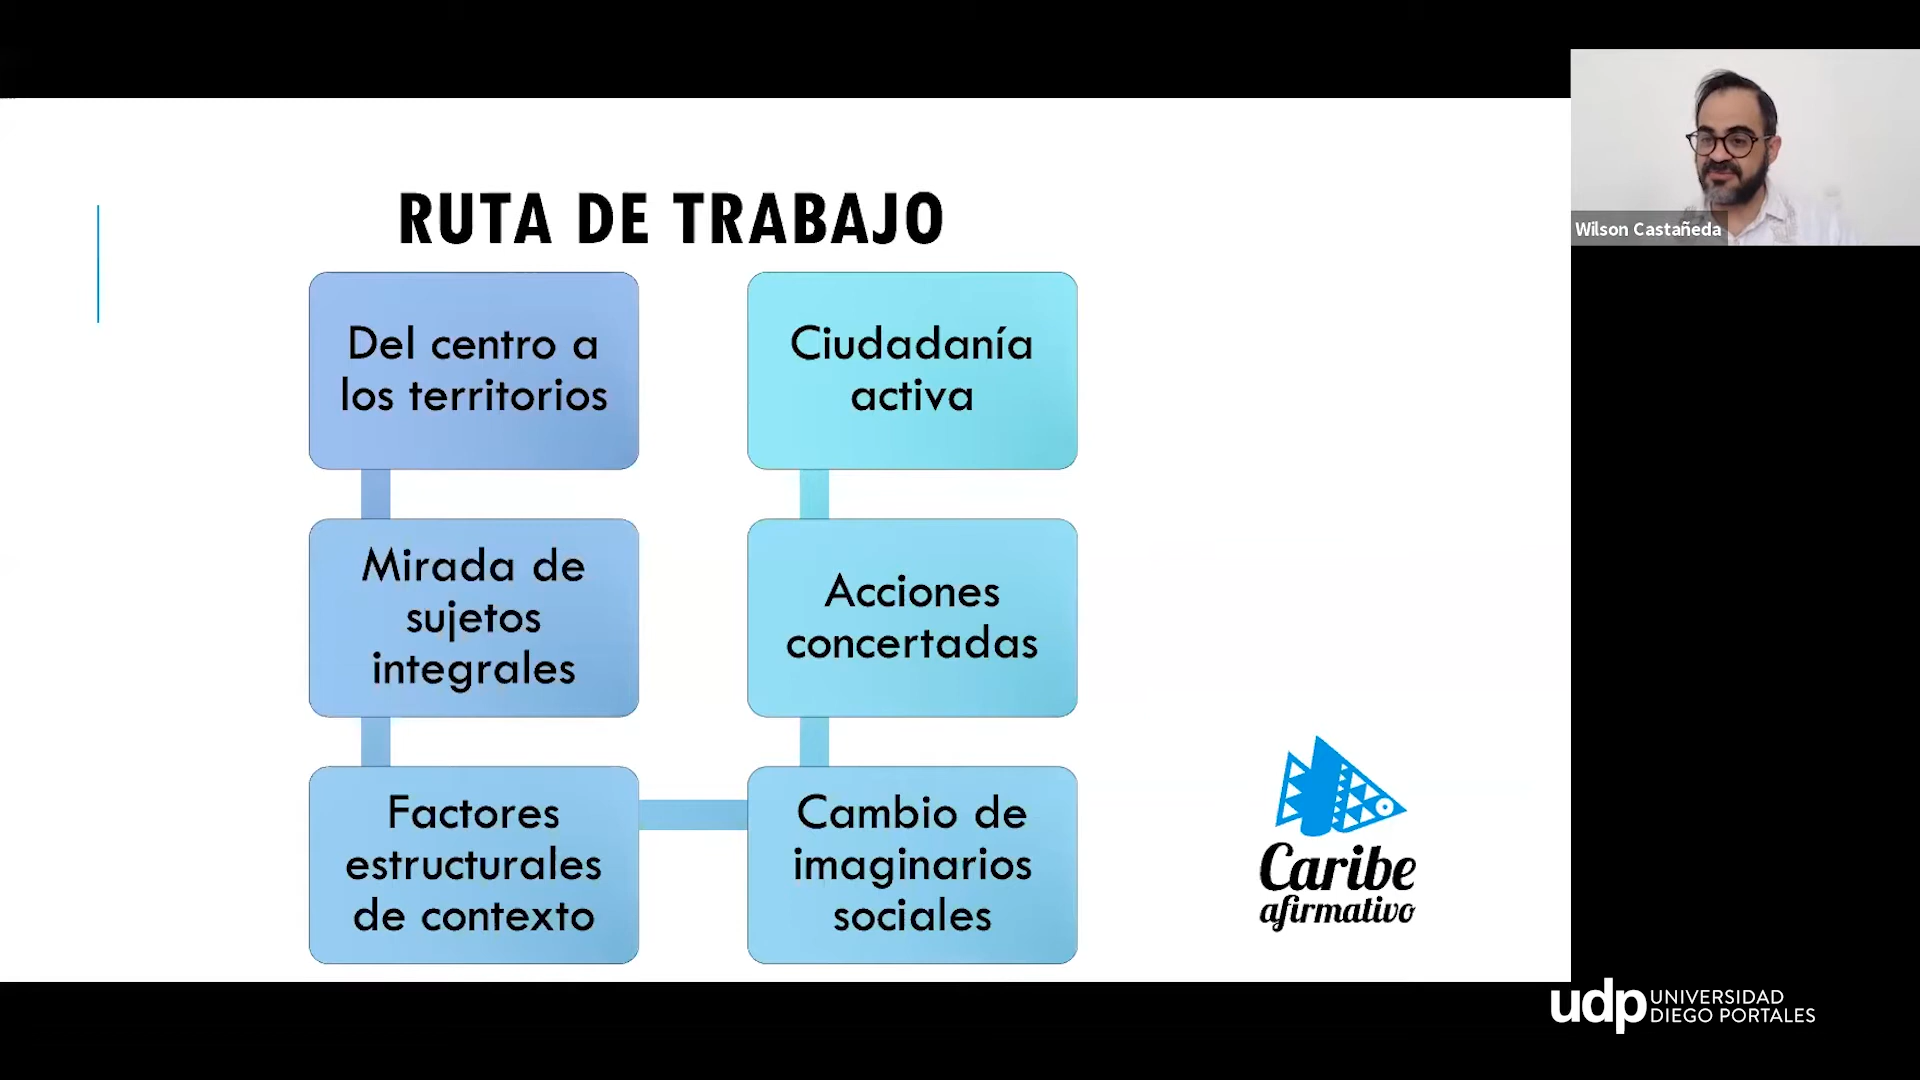 RUTA DE TRABAJO
Del centro a
los territorios
Mirada de
sujetos
integrales
Factores
estructurales
de contexto
Cambio de
imaginarios
sociales
Acciones
concertadas
Ciudadanía
activa
Caribe
afirmativo
Wilson Castañeda
udp UNIVERSIDAD
DIEGO PORTALES